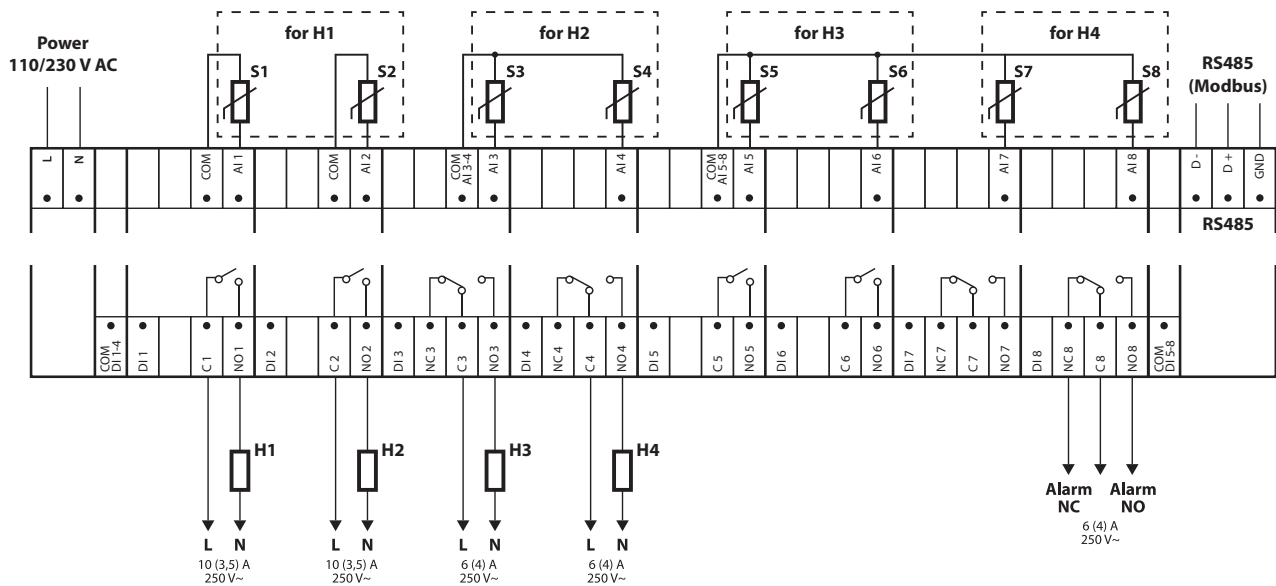 for H1
for H2
for H3
for H4
Power
110/230 V AC
RS485
(Modbus)
S1
S2
S3
S4
S5
S6
S7
S8
L
N
COM
AI 1
COM
AI 2
COM
AI 3-4
AI 3
AI 4
COM
AI 5-8
AI 5
AI 6
AI 7
AI 8
D -
D +
GND
RS485
COM
DI 1-4
DI 1
C 1
NO 1
DI 2
C 2
NO 2
DI 3
NC 3
C 3
NO 3
DI 4
NC 4
C 4
NO 4
DI 5
C 5
NO 5
DI 6
C 6
NO 6
DI 7
NC 7
C 7
NO 7
DI 8
NC 8
C 8
NO 8
COM
DI 5-8
H1
H2
H3
H4
L N
10 (3,5) A
250 V~
L N
10 (3,5) A
250 V~
L N
6 (4) A
250 V~
L N
6 (4) A
250 V~
Alarm
NC
Alarm
NO
6 (4) A
250 V~